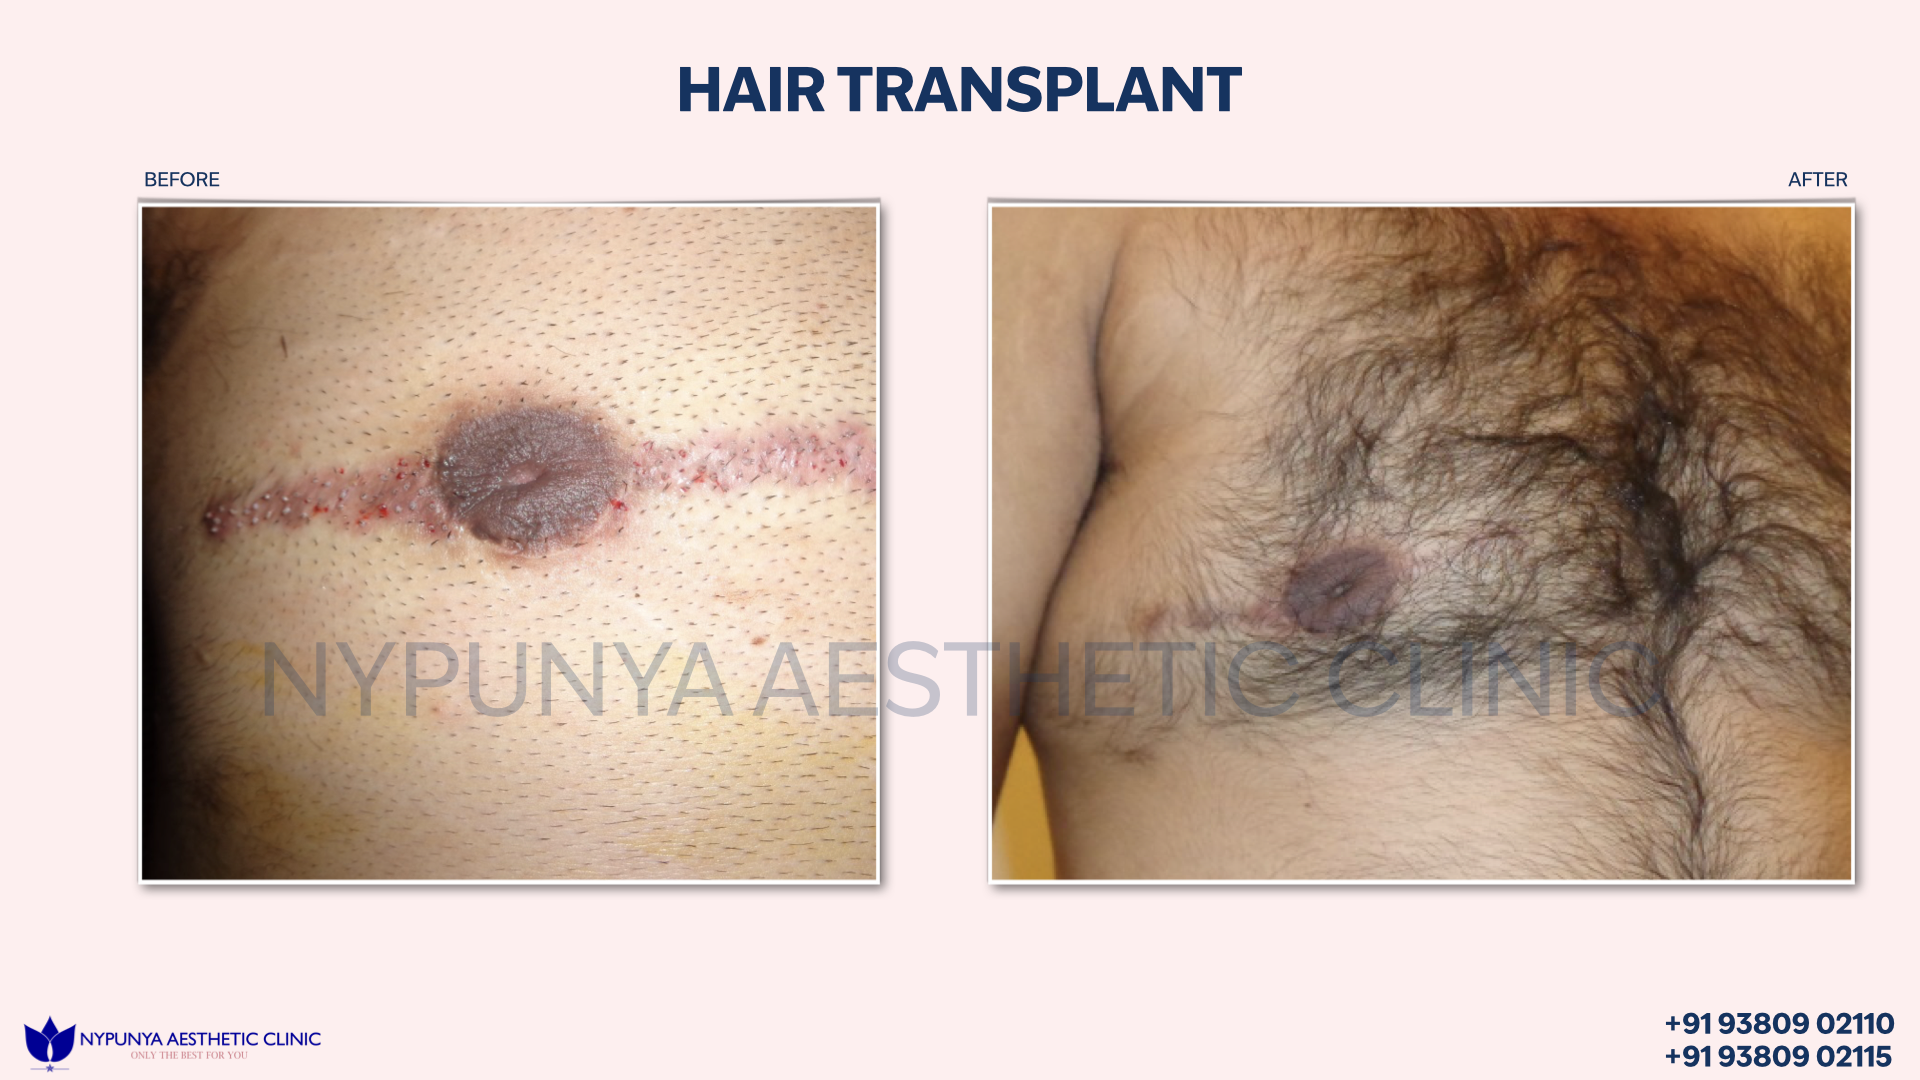 HAIR TRANSPLANT
BEFORE
AFTER
NYPUNYA AESTHETIC CLINIC
NYPUNYA AESTHETIC CLINIC
ONLY THE BEST FOR YOU
+91 93809 02110
+91 93809 02115